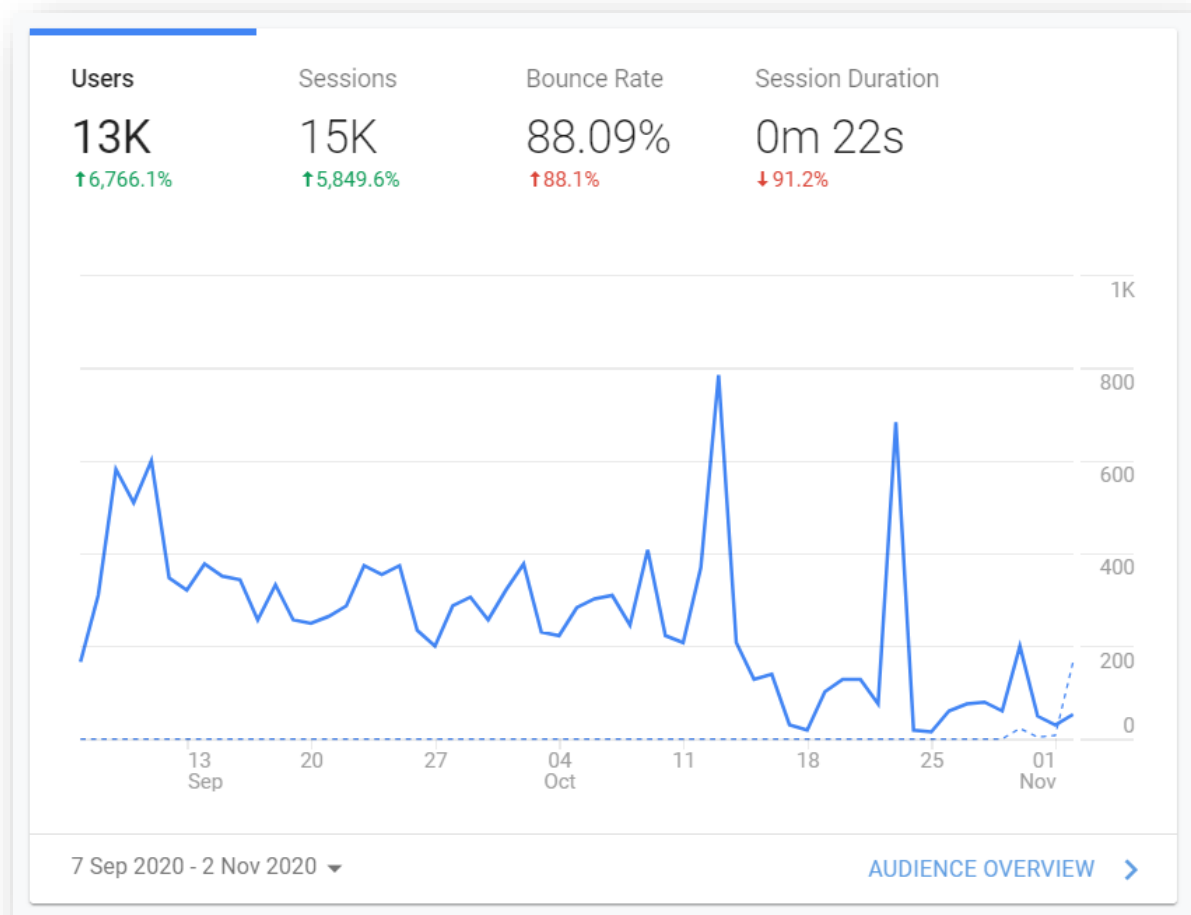 Users Sessions Bounce Rate Session Duration
13K 15K 88.09% 0m 22s
↑6,766.1% ↑5,849.6% ↑88.1% ↓91.2%
1K
800
600
400
200
0
13 20 27 04 11 18 25 01
Sep Oct Nov
7 Sep 2020 - 2 Nov 2020 AUDIENCE OVERVIEW